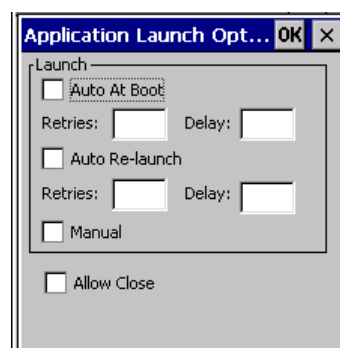 Application Launch Opt... OK ×
Launch
Auto At Boot
Retries: Delay:
Auto Re-launch
Retries: Delay:
Manual
Allow Close